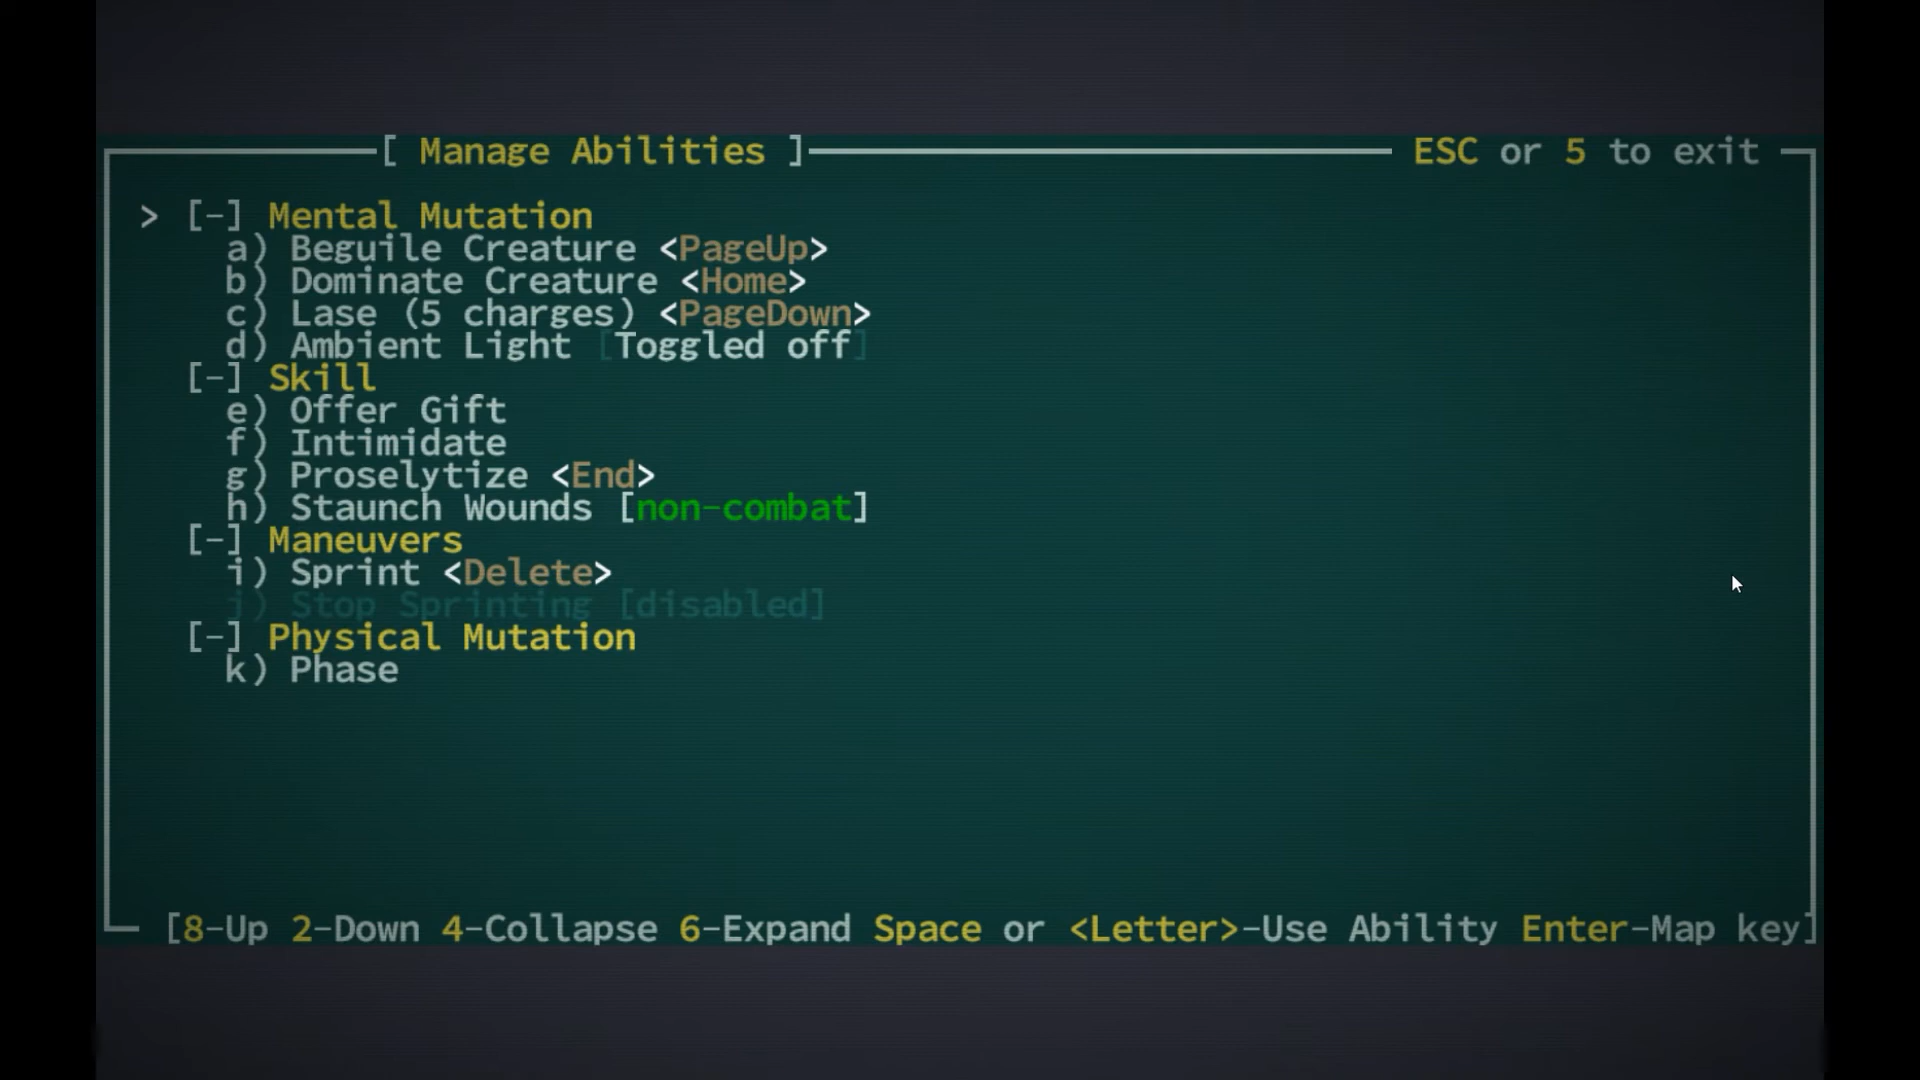 [ Manage Abilities ] ESC or 5 to exit
> [-] Mental Mutation
a) Beguile Creature <PageUp>
b) Dominate Creature <Home>
c) Lase (5 charges) <PageDown>
d) Ambient Light [Toggled off]
[-] Skill
e) Offer Gift
f) Intimidate
g) Proselytize <End>
h) Staunch Wounds [non-combat]
[-] Maneuvers
i) Sprint <Delete>
j) Stop Sprinting [disabled]
[-] Physical Mutation
k) Phase
[8-Up 2-Down 4-Collapse 6-Expand Space or <Letter>-Use Ability Enter-Map key]